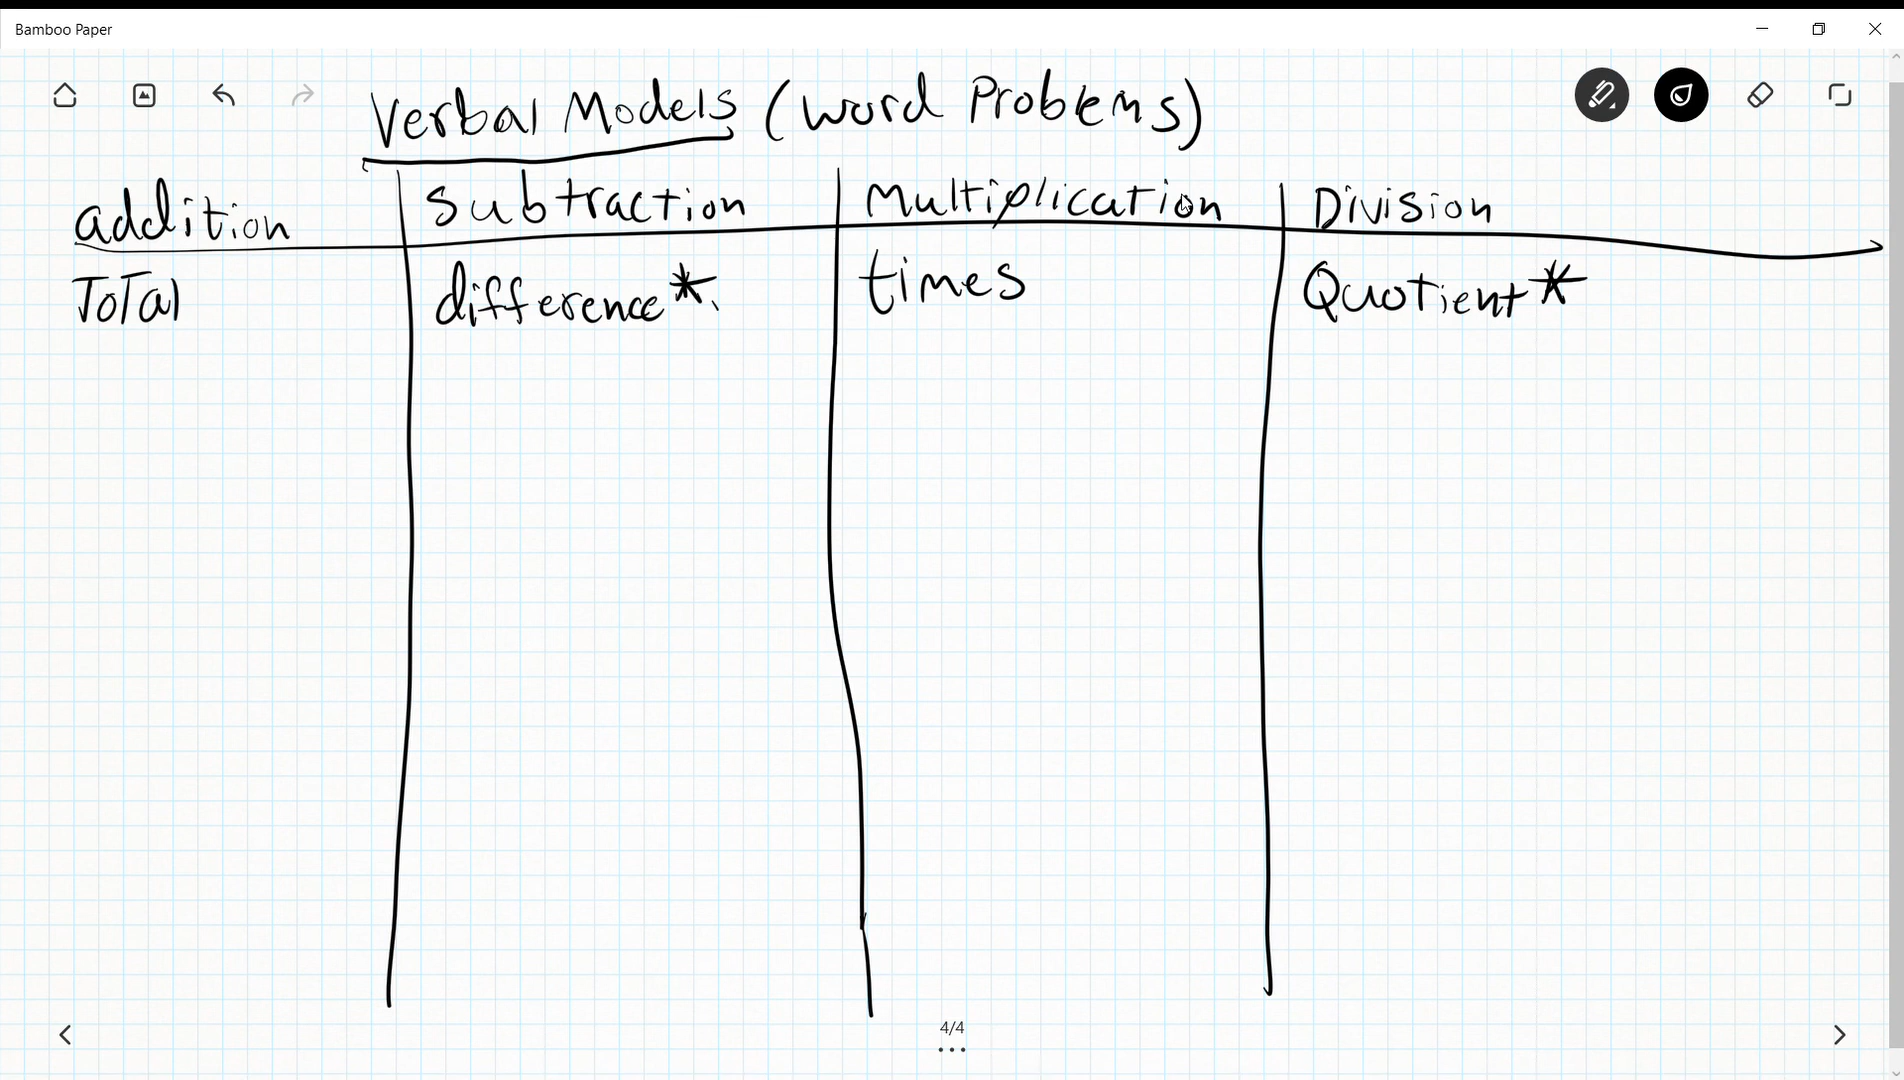 Bamboo Paper
Verbal Models (Word Problems)
addition Subtraction Multiplication Division
Total difference* times Quotient*
4/4